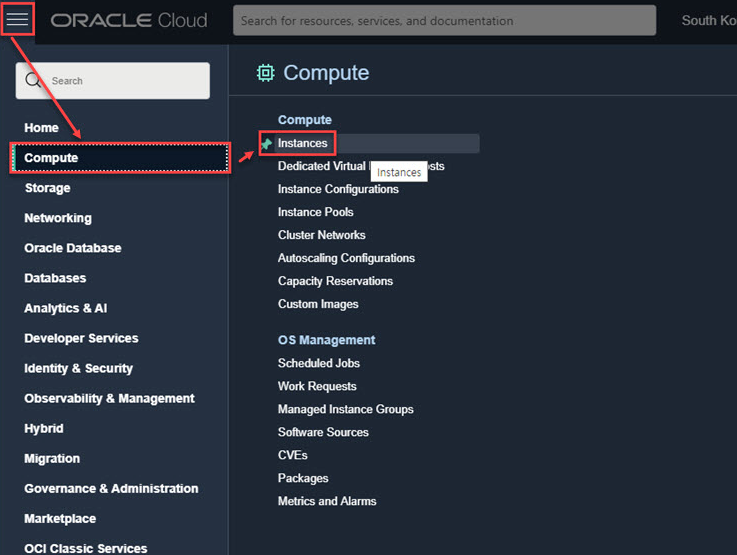 ORACLE Cloud
Search for resources, services, and documentation
South Ko
Search
Home
Compute
Storage
Networking
Oracle Database
Databases
Analytics & AI
Developer Services
Identity & Security
Observability & Management
Hybrid
Migration
Governance & Administration
Marketplace
OCI Classic Services
Compute
Compute
Instances
Dedicated Virtual
Instances
Instance Configurations
Instance Pools
Cluster Networks
Autoscaling Configurations
Capacity Reservations
Custom Images
OS Management
Scheduled Jobs
Work Requests
Managed Instance Groups
Software Sources
CVEs
Packages
Metrics and Alarms